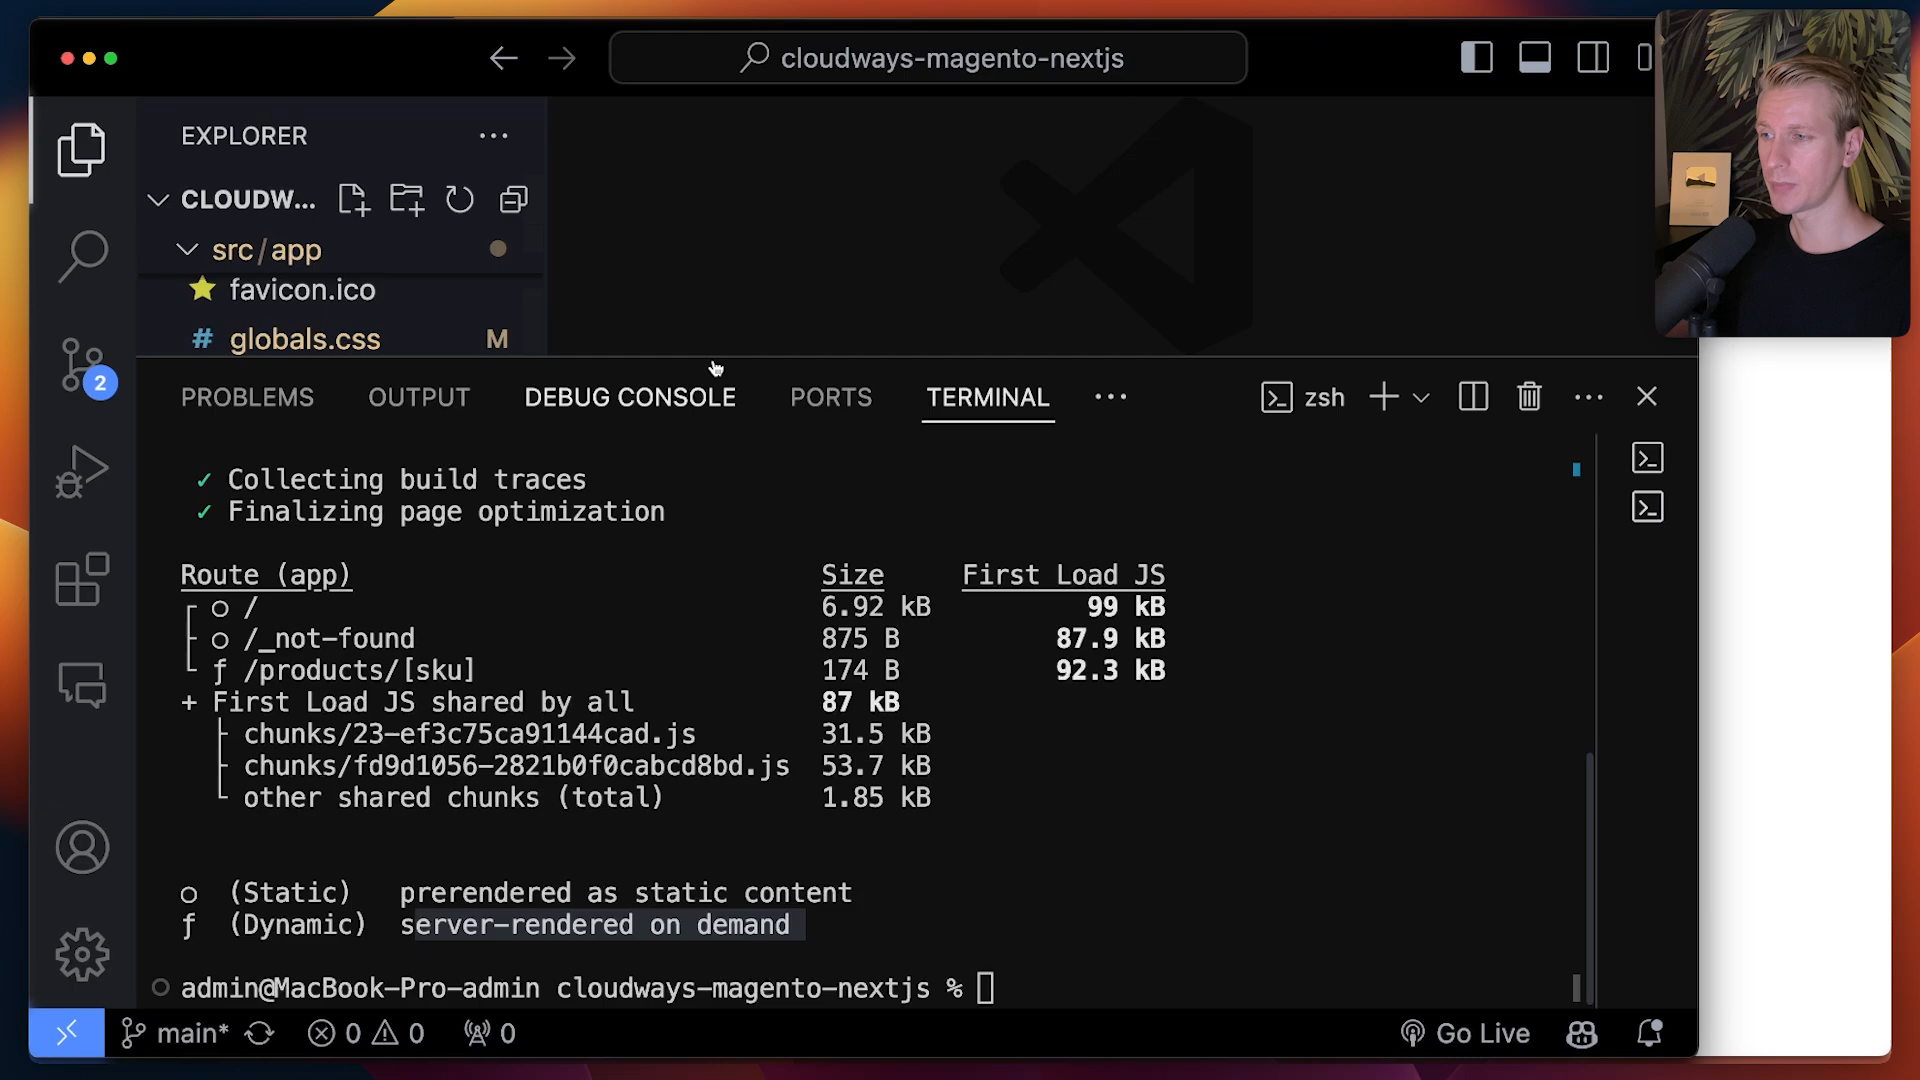 cloudways-magento-nextjs
EXPLORER
CLOUDW...
src/app
favicon.ico
# globals.css M
2
PROBLEMS OUTPUT DEBUG CONSOLE PORTS TERMINAL ... zsh
✓ Collecting build traces
✓ Finalizing page optimization
Route (app) Size First Load JS
┌ ○ / 6.92 kB 99 kB
├ ○ /_not-found 875 B 87.9 kB
└ ƒ /products/[sku] 174 B 92.3 kB
+ First Load JS shared by all 87 kB
├ chunks/23-ef3c75ca91144cad.js 31.5 kB
├ chunks/fd9d1056-2821b0f0cabcd8bd.js 53.7 kB
└ other shared chunks (total) 1.85 kB
○ (Static) prerendered as static content
ƒ (Dynamic) server-rendered on demand
admin@MacBook-Pro-admin cloudways-magento-nextjs %
main* 0 0 0 Go Live